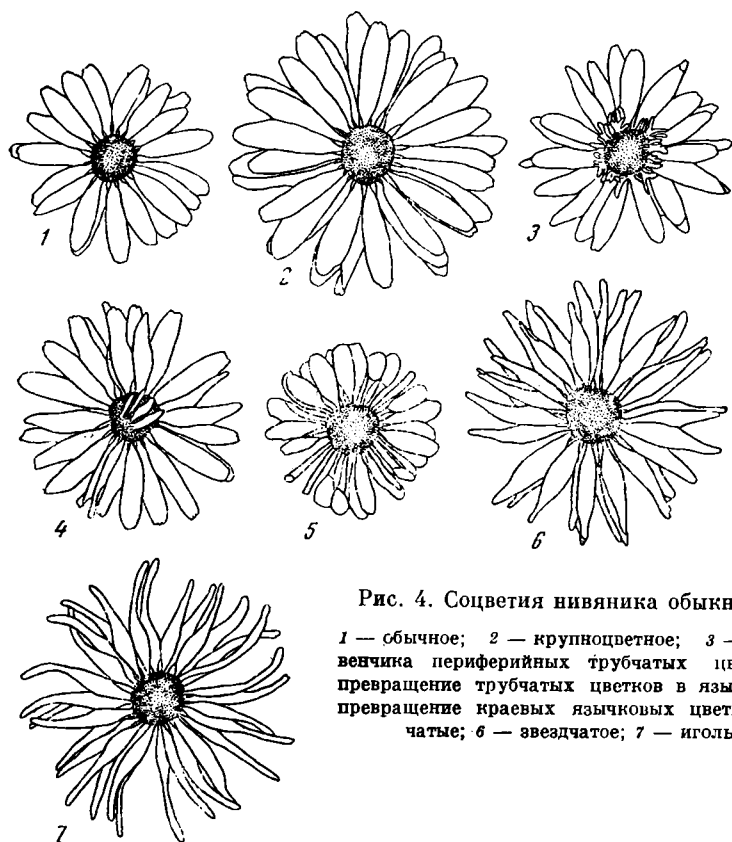 1
2
3
4
5
6
7
Рис. 4. Соцветия нивяника обыкн
1 — обычное; 2 — крупноцветное; 3 —
венчика периферийных трубчатых цв
превращение трубчатых цветков в язы
превращение краевых язычковых цвет
чатые; 6 — звездчатое; 7 — иголь